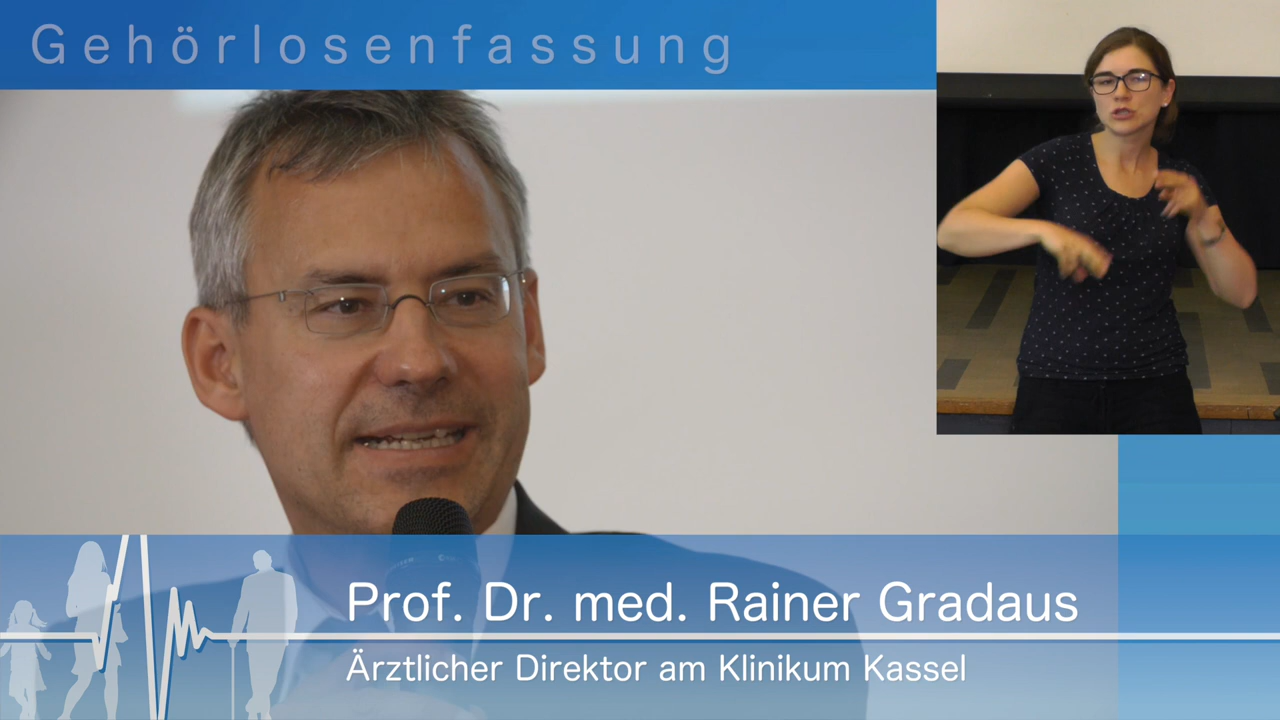 Gehörlosenfassung
Prof. Dr. med. Rainer Gradaus
Ärztlicher Direktor am Klinikum Kassel